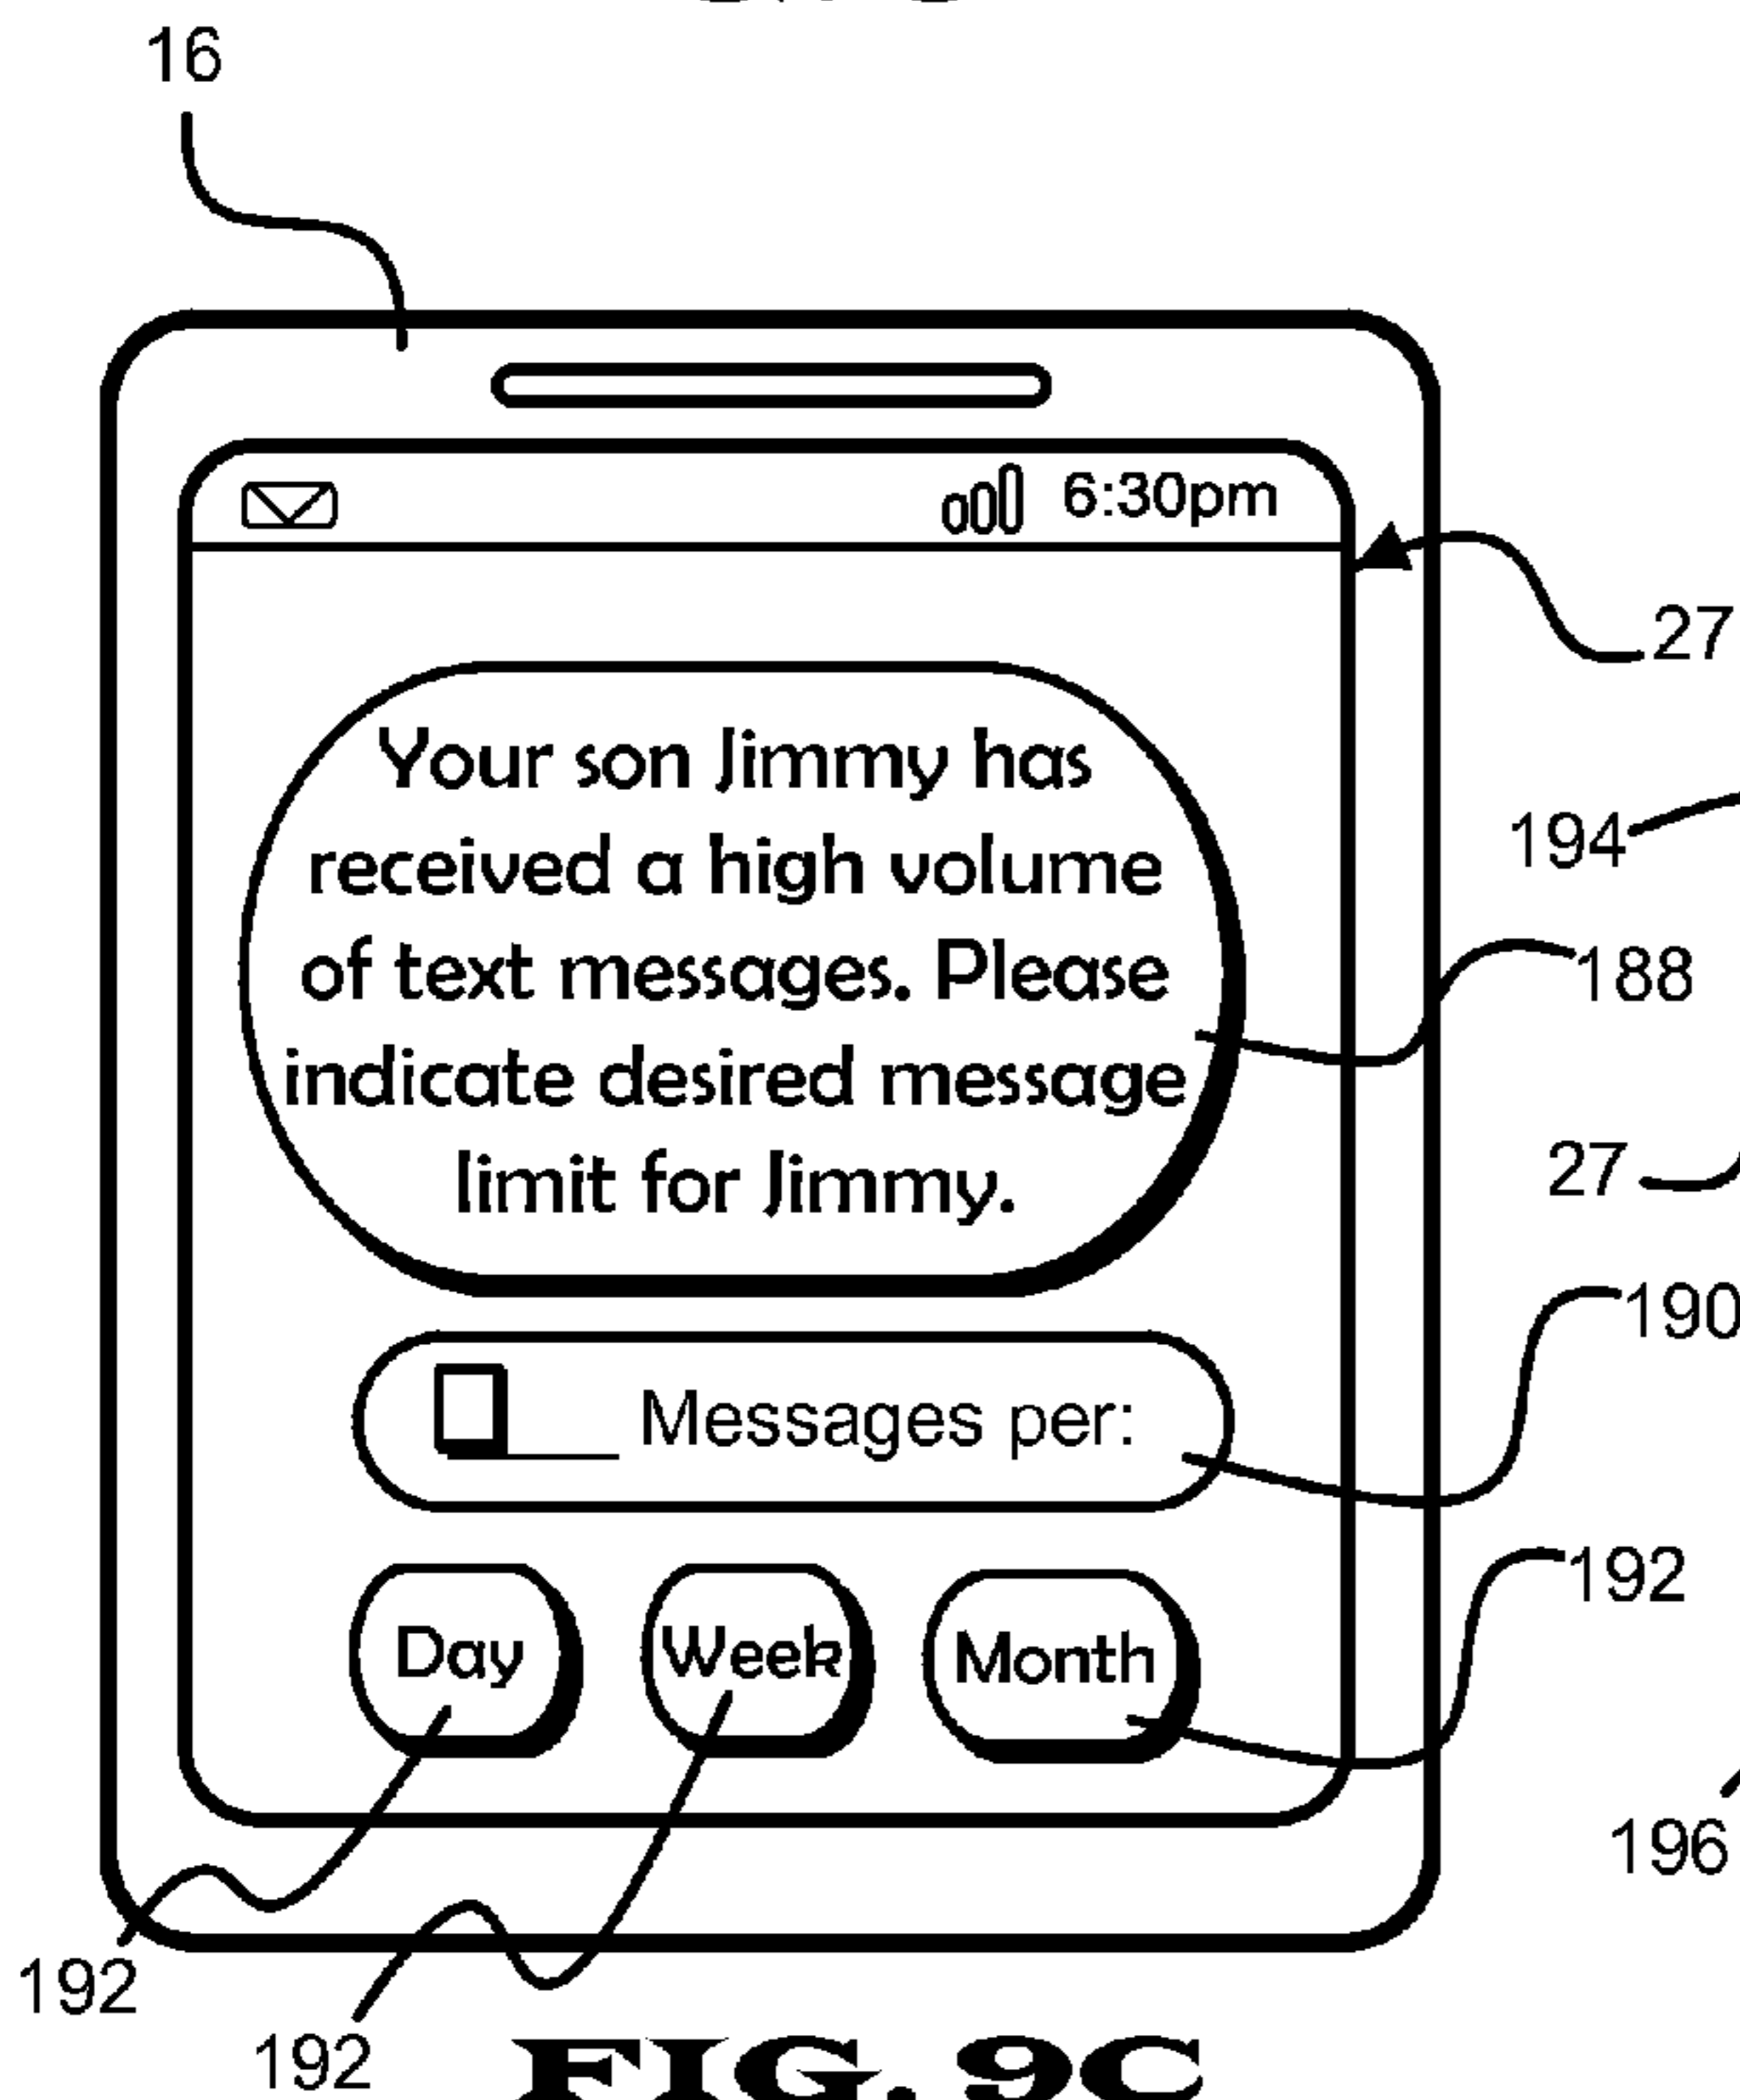 16
6:30pm
27
Your son Jimmy has
received a high volume
of text messages. Please
indicate desired message
limit for Jimmy.
194
188
27
190
Messages per:
192
Day Week Month
196
192
192
FIG. 9C